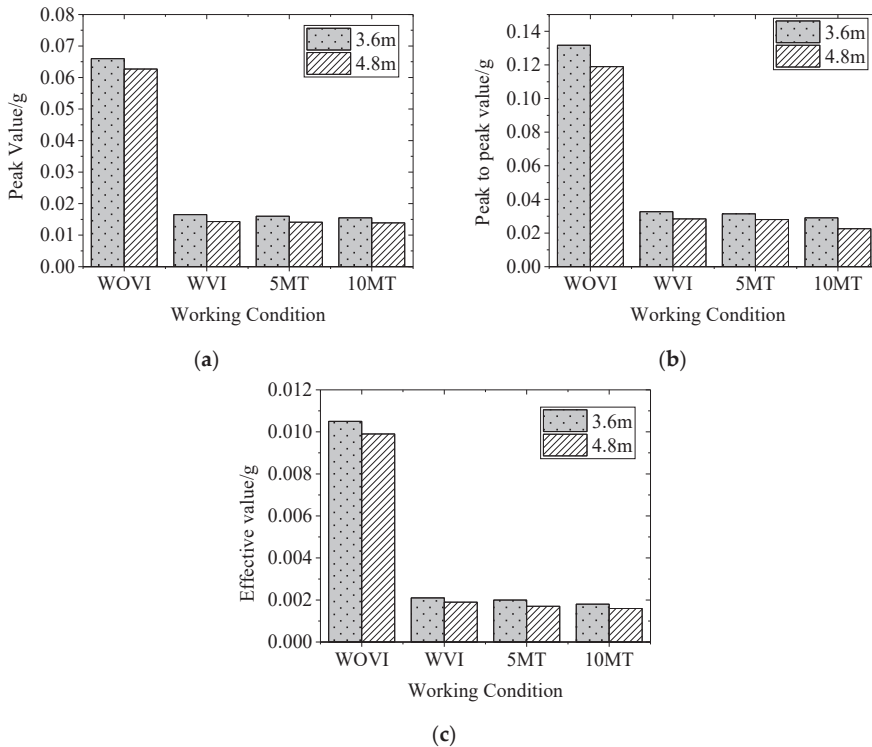 0.08
0.07
0.06
0.05
0.04
0.03
0.02
0.01
0.00
Peak Value/g
3.6m
4.8m
WOVI WVI 5MT 10MT
Working Condition
(a)
0.14
0.12
0.10
0.08
0.06
0.04
0.02
0.00
Peak to peak value/g
3.6m
4.8m
WOVI WVI 5MT 10MT
Working Condition
(b)
0.012
0.010
0.008
0.006
0.004
0.002
0.000
Effective value/g
3.6m
4.8m
WOVI WVI 5MT 10MT
Working Condition
(c)